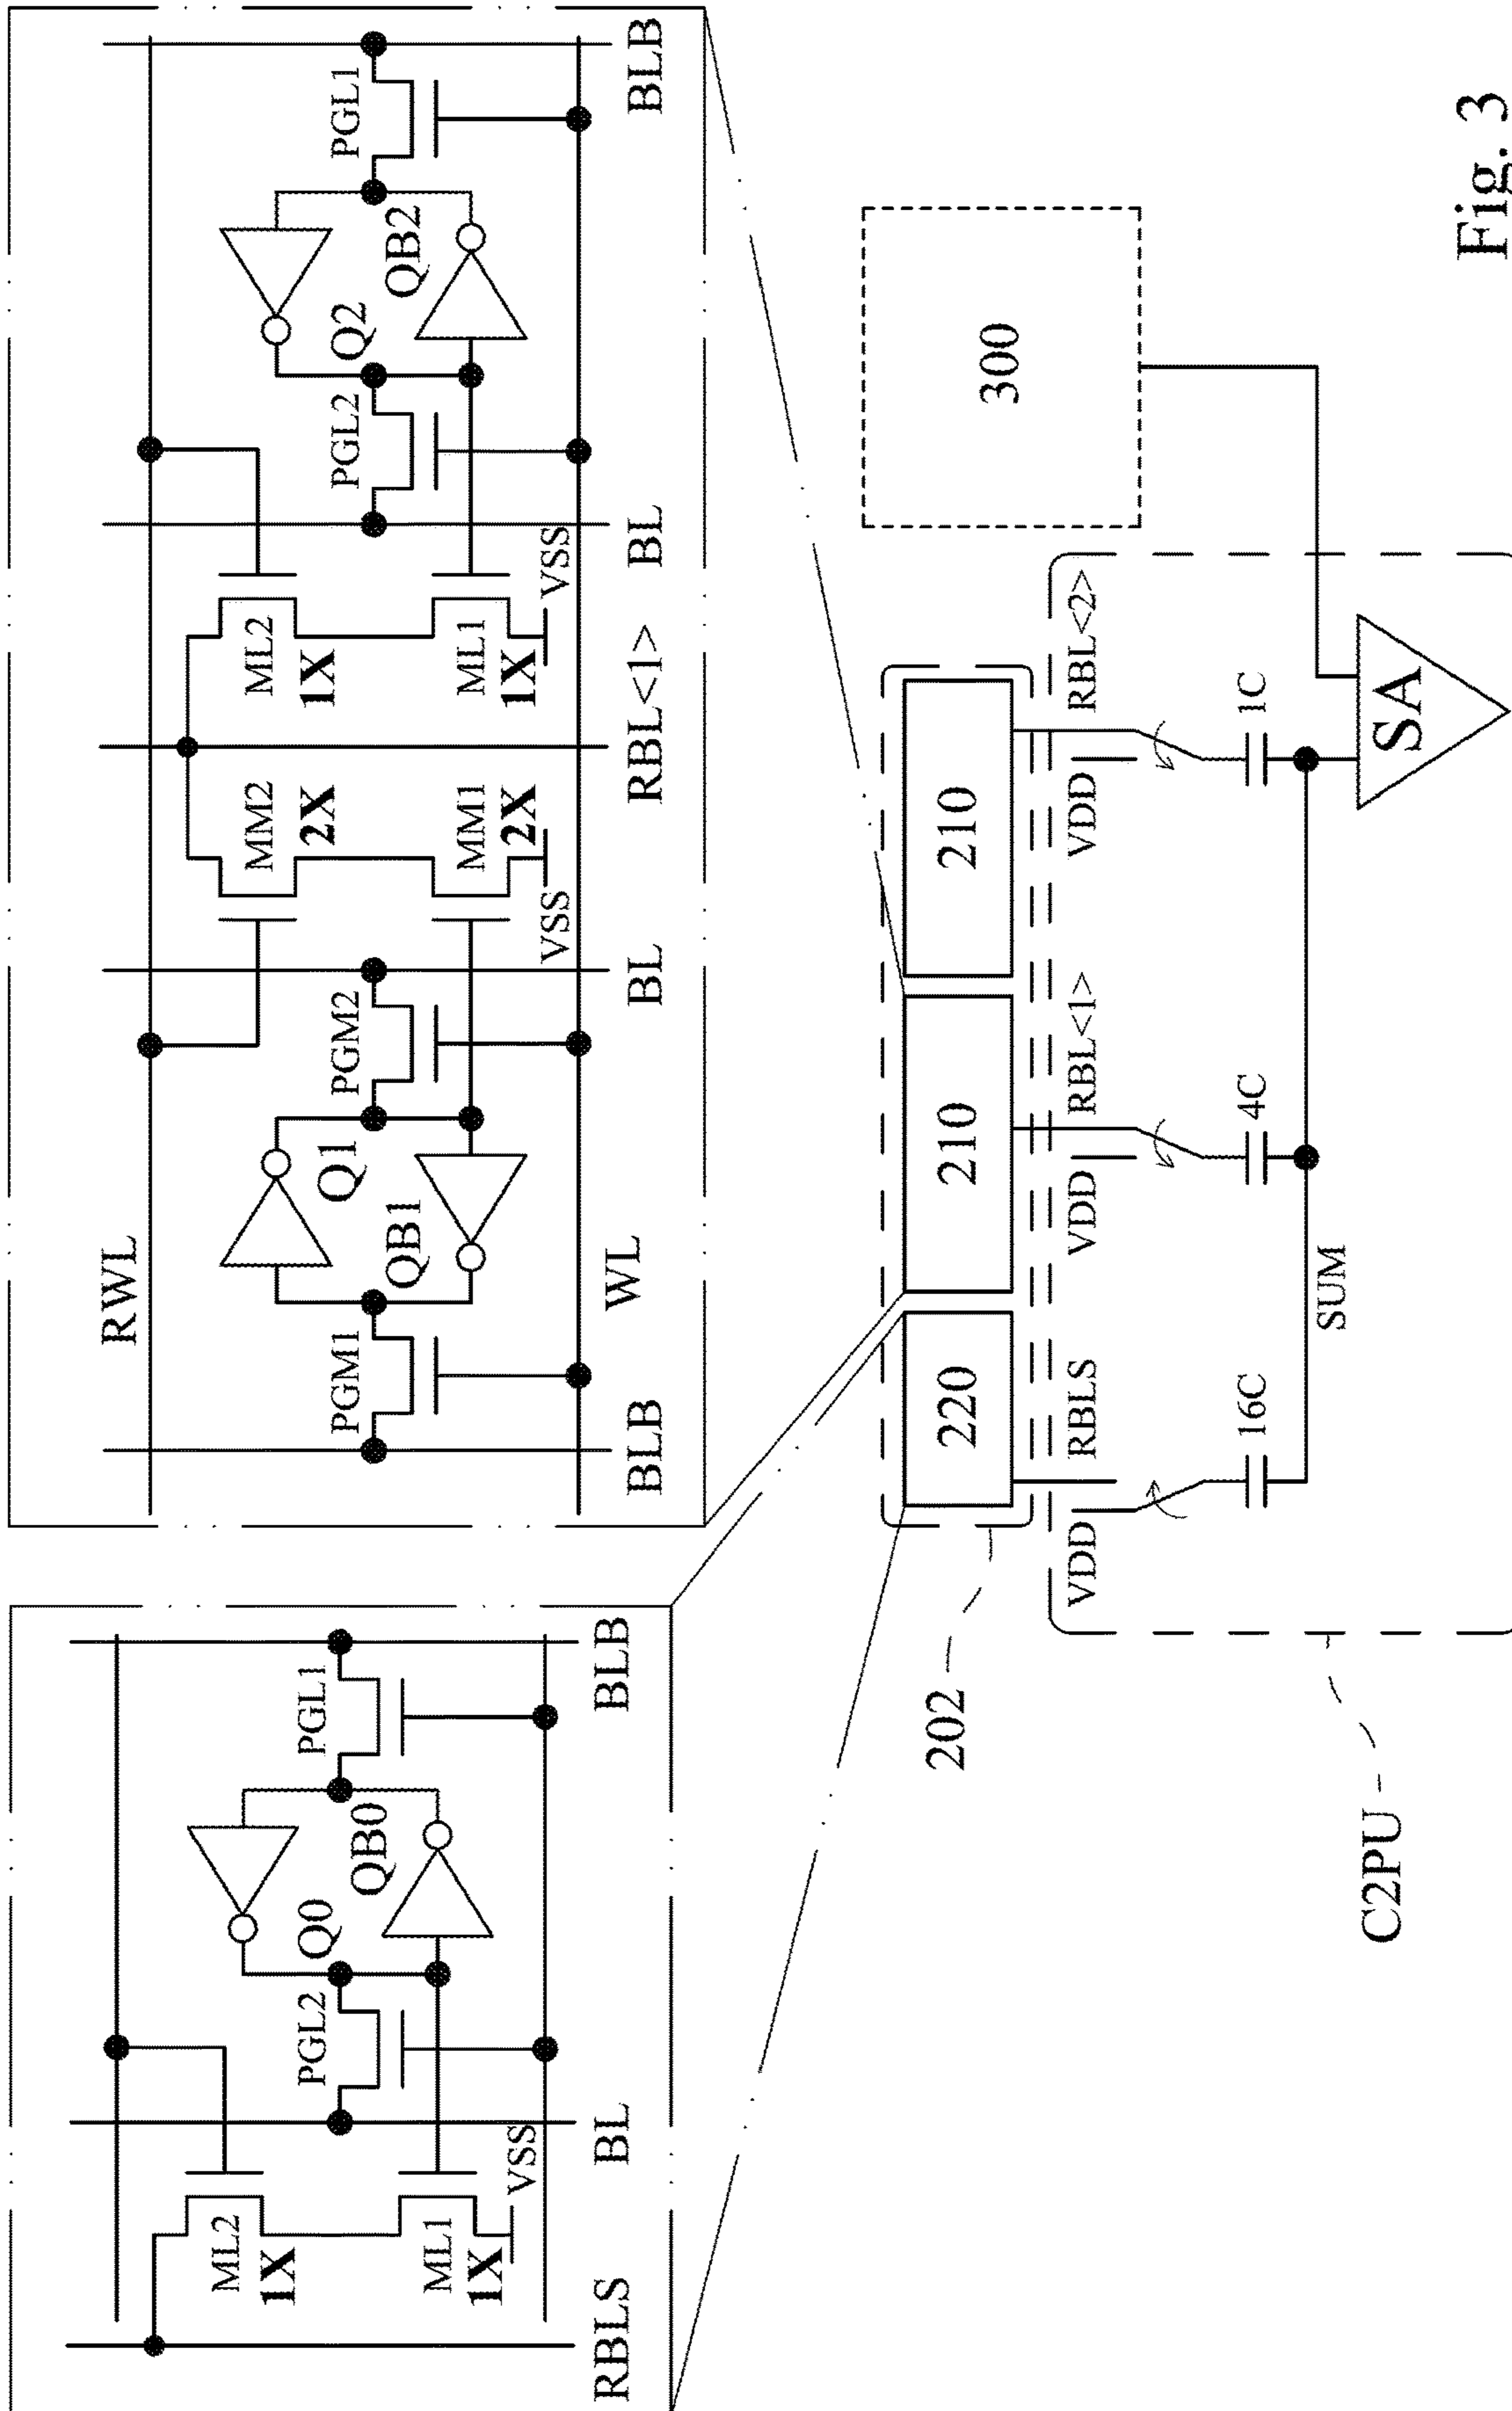 RWL
PGM1
QB1
Q1
PGM2
MM2
2X
MM1
2X
VSS
ML2
1X
ML1
1X
VSS
PGL2
Q2
QB2
PGL1
BLB
WL
BL
RBL<1>
BL
BLB
ML2
1X
ML1
1X
VSS
PGL2
Q0
QB0
PGL1
RBLS
BL
BLB
202
220
210
210
300
VDD
RBLS
VDD
RBL<1>
VDD
RBL<2>
16C
4C
1C
SUM
SA
C2PU
Fig. 3